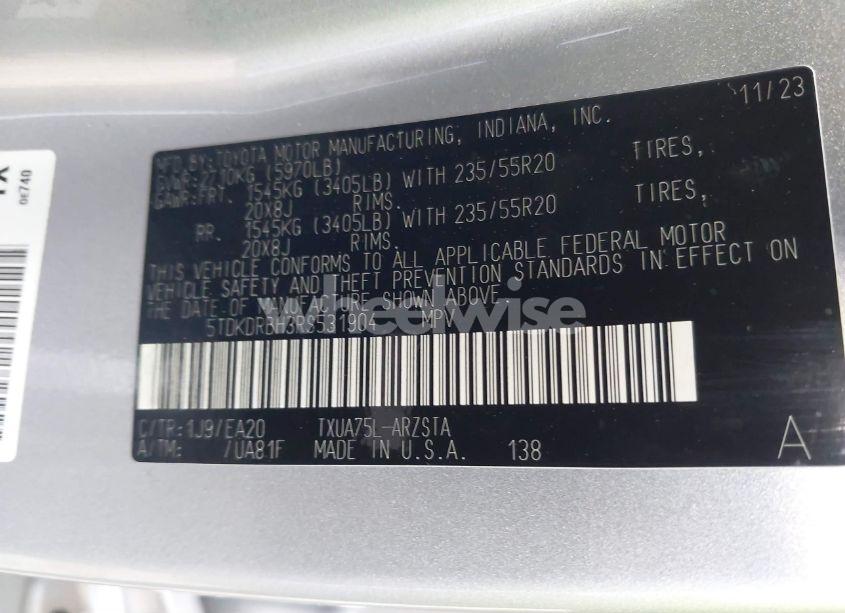 11/23
MFD BY:TOYOTA MOTOR MANUFACTURING, INDIANA, INC.
GVWR:2710KG (5970LB)
GAWR:FRT. 1545KG (3405LB) WITH 235/55R20 TIRES,
20X8J RIMS.
RR. 1545KG (3405LB) WITH 235/55R20 TIRES,
20X8J RIMS.
THIS VEHICLE CONFORMS TO ALL APPLICABLE FEDERAL MOTOR
VEHICLE SAFETY AND THEFT PREVENTION STANDARDS IN EFFECT ON
THE DATE OF MANUFACTURE SHOWN ABOVE.
MPV
wheelwise
C/TR: 1J9/EA20 TXUA75L-ARZSTA
A/TM: /UA81F MADE IN U.S.A. 138 A
TX
0E740